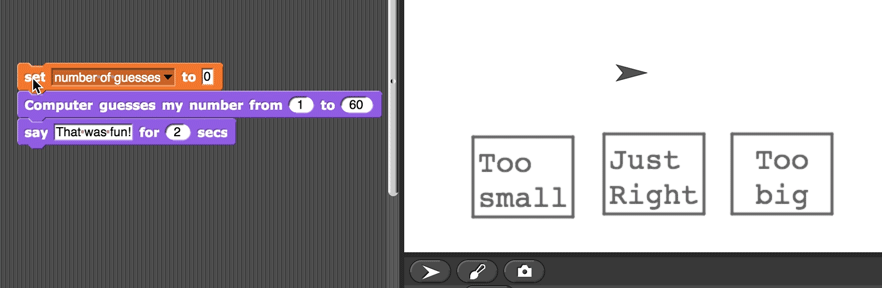 set number of guesses to 0
Computer guesses my number from 1 to 60
say That was fun! for 2 secs
Too
small
Just
Right
Too
big